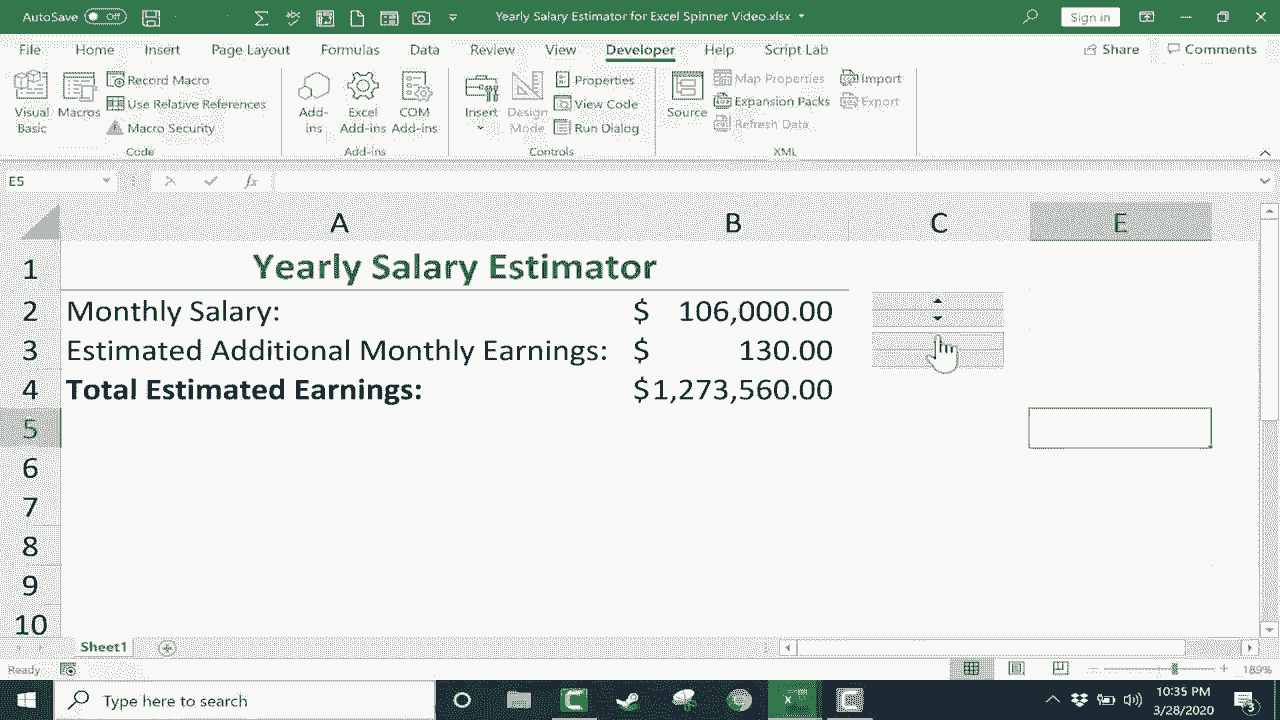 AutoSave Off Yearly Salary Estimator for Excel Spinner Video.xlsx Sign in
File Home Insert Page Layout Formulas Data Review View Developer Help Script Lab Share Comments
Visual Basic
Macros
Record Macro
Use Relative References
Macro Security
Code
Add-ins
Excel Add-ins
COM Add-ins
Add-ins
Insert
Design Mode
Properties
View Code
Run Dialog
Controls
Source
Map Properties
Expansion Packs
Refresh Data
Import
Export
XML
E5 fx
A B C E
1 Yearly Salary Estimator
2 Monthly Salary: $ 106,000.00
3 Estimated Additional Monthly Earnings: $ 130.00
4 Total Estimated Earnings: $1,273,560.00
5
6
7
8
9
10
Sheet1
Ready 189%
Type here to search 10:35 PM
3/28/2020